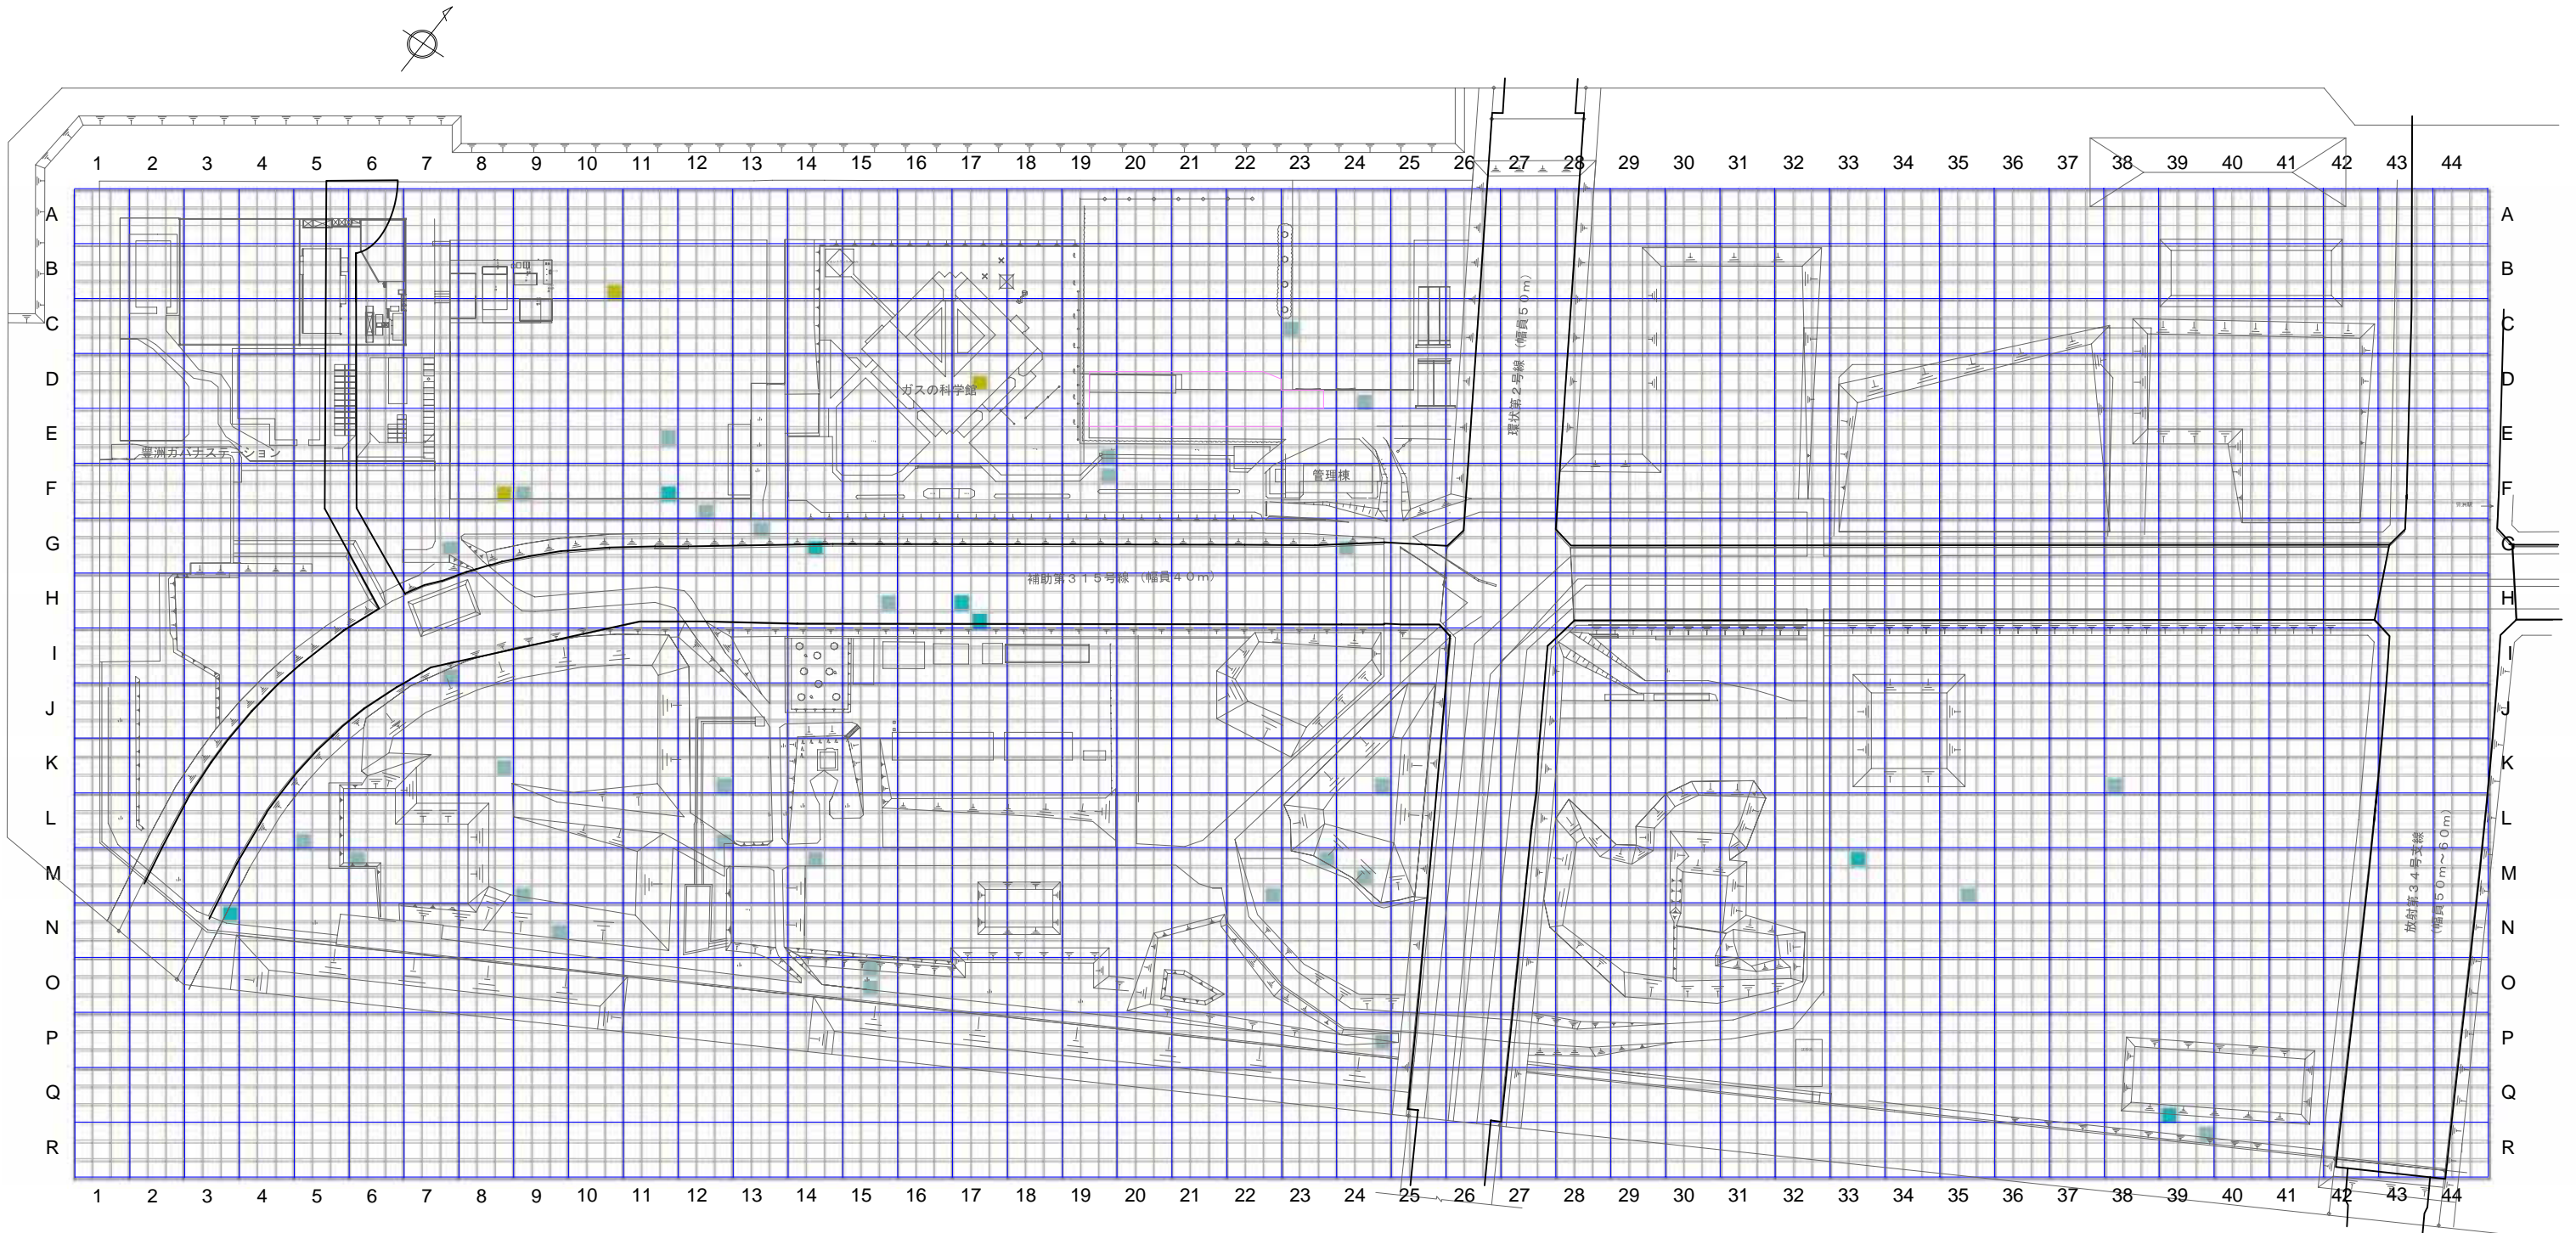 1 2 3 4 5 6 7 8 9 10 11 12 13 14 15 16 17 18 19 20 21 22 23 24 25 26 27 28 29 30 31 32 33 34 35 36 37 38 39 40 41 42 43 44
A A
B B
C C
D D
E E
F F
G G
H H
I I
J J
K K
L L
M M
N N
O O
P P
Q Q
R R
環状第2号線 (幅員50m)
ガスの科学館
豊洲カバナステーション
管理棟
補助第315号線 (幅員40m)
放射第34号支線
(幅員50m~60m)
1 2 3 4 5 6 7 8 9 10 11 12 13 14 15 16 17 18 19 20 21 22 23 24 25 26 27 28 29 30 31 32 33 34 35 36 37 38 39 40 41 42 43 44